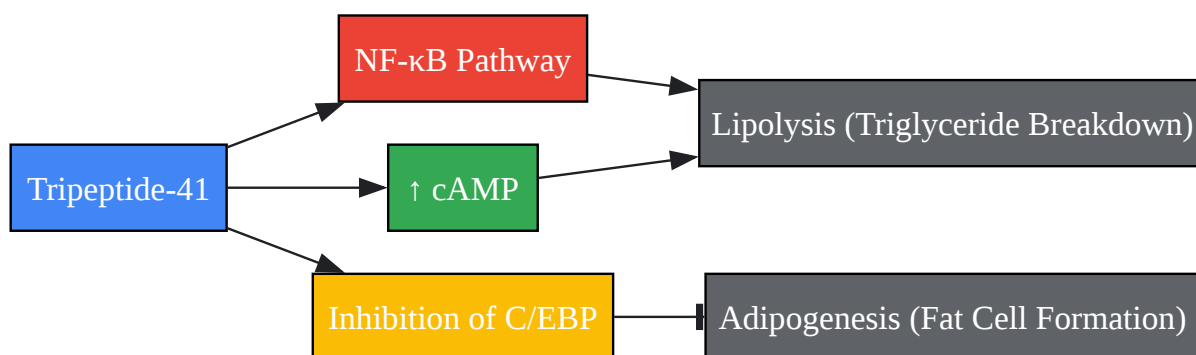 NF-κB Pathway
Lipolysis (Triglyceride Breakdown)
Tripeptide-41
↑ cAMP
Inhibition of C/EBP
Adipogenesis (Fat Cell Formation)